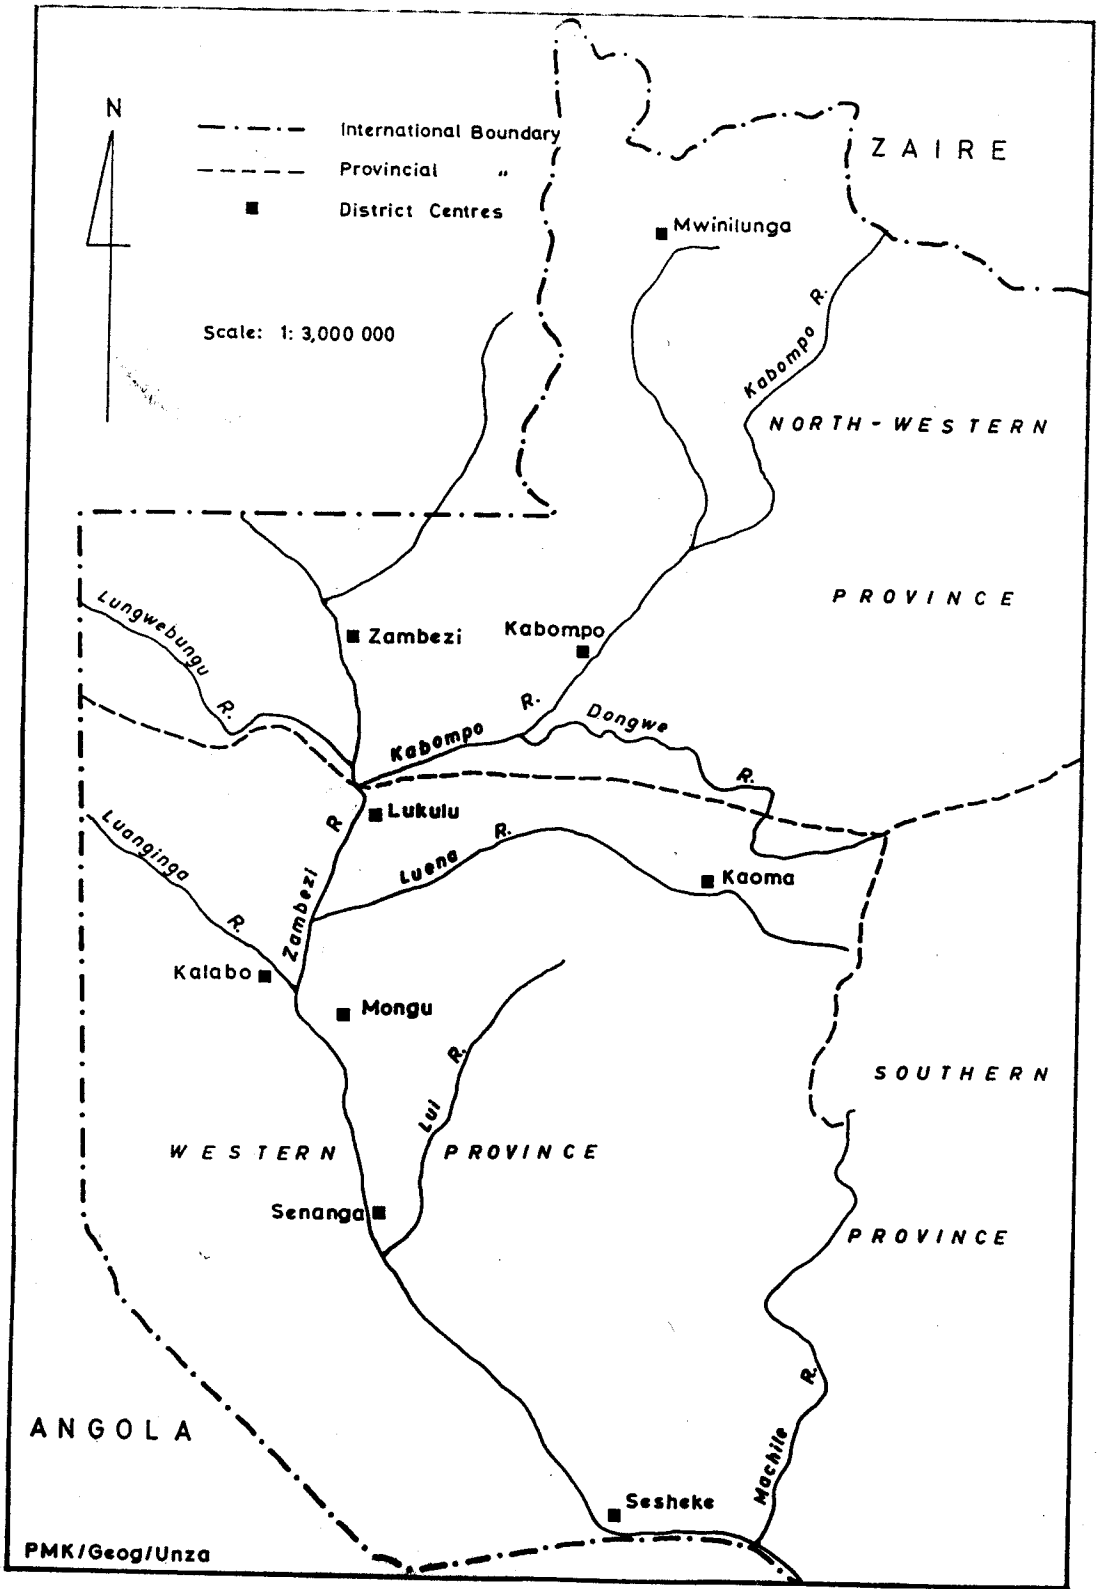 N
International Boundary
Provincial "
District Centres
Scale: 1: 3,000 000
ZAIRE
Mwinilunga
Kabompo R.
NORTH-WESTERN
PROVINCE
Lungwebungu R.
Zambezi
Kabompo
Kabompo R.
Dongwe R.
Lukulu
Luanginga R.
Zambezi R
Luena R.
Kaoma
Kalabo
Mongu
Lui R.
SOUTHERN
WESTERN PROVINCE
Senanga
PROVINCE
Machile R.
ANGOLA
Sesheke
PMK/Geog/Unza